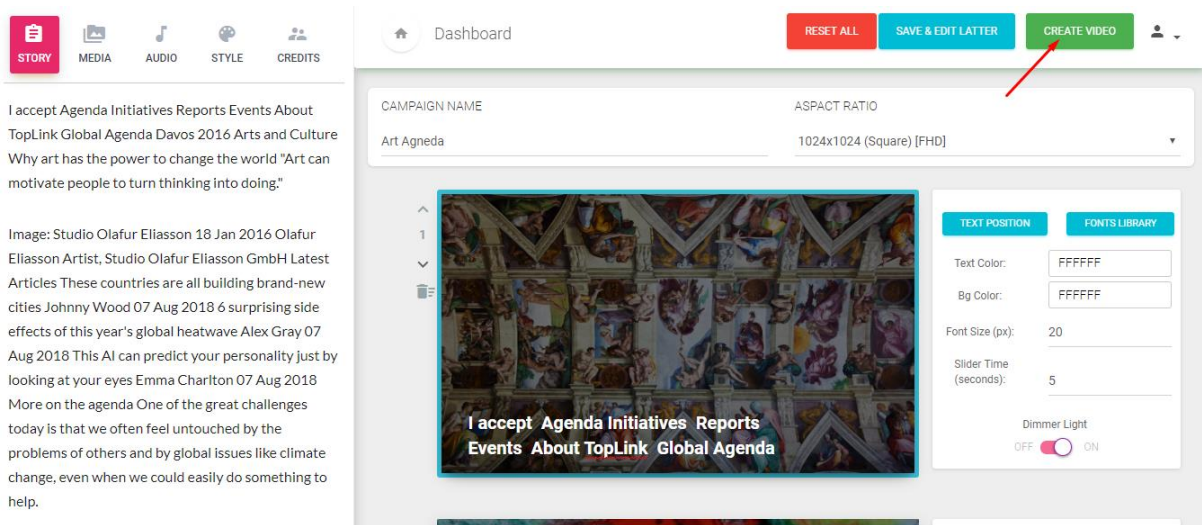 STORY
MEDIA
AUDIO
STYLE
CREDITS
I accept Agenda Initiatives Reports Events About
TopLink Global Agenda Davos 2016 Arts and Culture
Why art has the power to change the world "Art can
motivate people to turn thinking into doing."
Image: Studio Olafur Eliasson 18 Jan 2016 Olafur
Eliasson Artist, Studio Olafur Eliasson GmbH Latest
Articles These countries are all building brand-new
cities Johnny Wood 07 Aug 2018 6 surprising side
effects of this year's global heatwave Alex Gray 07
Aug 2018 This AI can predict your personality just by
looking at your eyes Emma Charlton 07 Aug 2018
More on the agenda One of the great challenges
today is that we often feel untouched by the
problems of others and by global issues like climate
change, even when we could easily do something to
help.
Dashboard
RESET ALL
SAVE & EDIT LATTER
CREATE VIDEO
CAMPAIGN NAME
Art Agneda
ASPACT RATIO
1024x1024 (Square) [FHD]
1
I accept Agenda Initiatives Reports
Events About TopLink Global Agenda
TEXT POSITION
FONTS LIBRARY
Text Color:
FFFFFF
Bg Color:
FFFFFF
Font Size (px):
20
Slider Time
(seconds):
5
Dimmer Light
OFF
ON